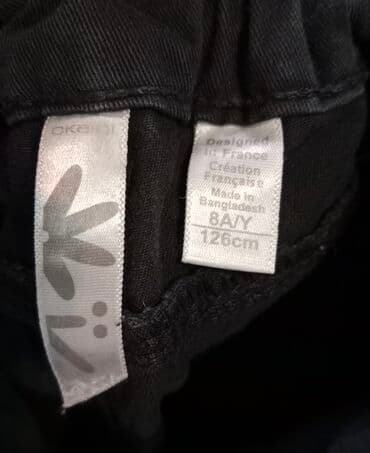 OKAIDI
Designed
in France
Création
Française
Made in
Bangladesh
8A/Y
126cm